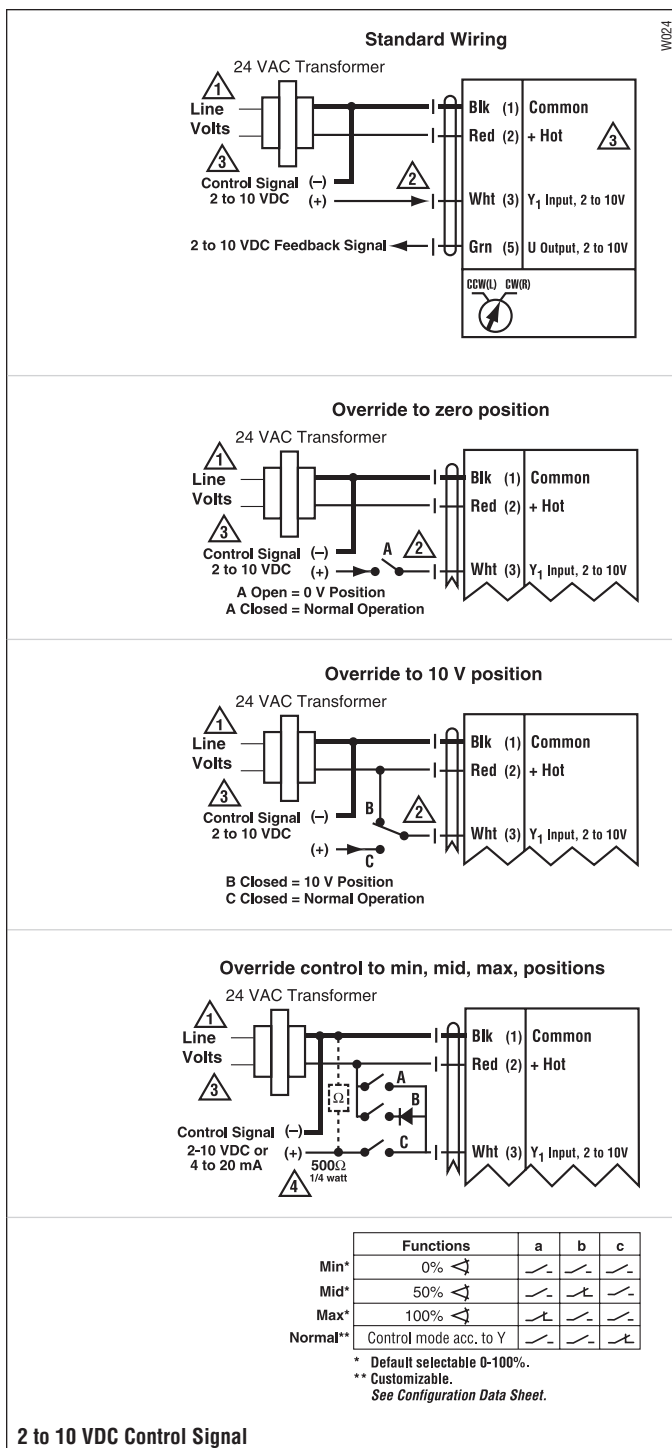 W024
Standard Wiring
24 VAC Transformer
1
Line
Volts
3
Control Signal (–)
2 to 10 VDC (+)
2
Blk (1) Common
Red (2) + Hot
3
Wht (3) Y1 Input, 2 to 10V
2 to 10 VDC Feedback Signal
Grn (5) U Output, 2 to 10V
CCW(L) CW(R)
Override to zero position
24 VAC Transformer
1
Line
Volts
3
Control Signal (–)
2 to 10 VDC (+)
A
2
A Open = 0 V Position
A Closed = Normal Operation
Blk (1) Common
Red (2) + Hot
Wht (3) Y1 Input, 2 to 10V
Override to 10 V position
24 VAC Transformer
1
Line
Volts
3
Control Signal (–)
2 to 10 VDC
(+)
B
2
C
B Closed = 10 V Position
C Closed = Normal Operation
Blk (1) Common
Red (2) + Hot
Wht (3) Y1 Input, 2 to 10V
Override control to min, mid, max, positions
24 VAC Transformer
1
Line
Volts
3
Control Signal (–)
2-10 VDC or (+)
4 to 20 mA
4
Ω
500Ω
1/4 watt
A
B
C
Blk (1) Common
Red (2) + Hot
Wht (3) Y1 Input, 2 to 10V
Functions a b c
Min* 0%
Mid* 50%
Max* 100%
Normal** Control mode acc. to Y
* Default selectable 0-100%.
** Customizable.
See Configuration Data Sheet.
2 to 10 VDC Control Signal